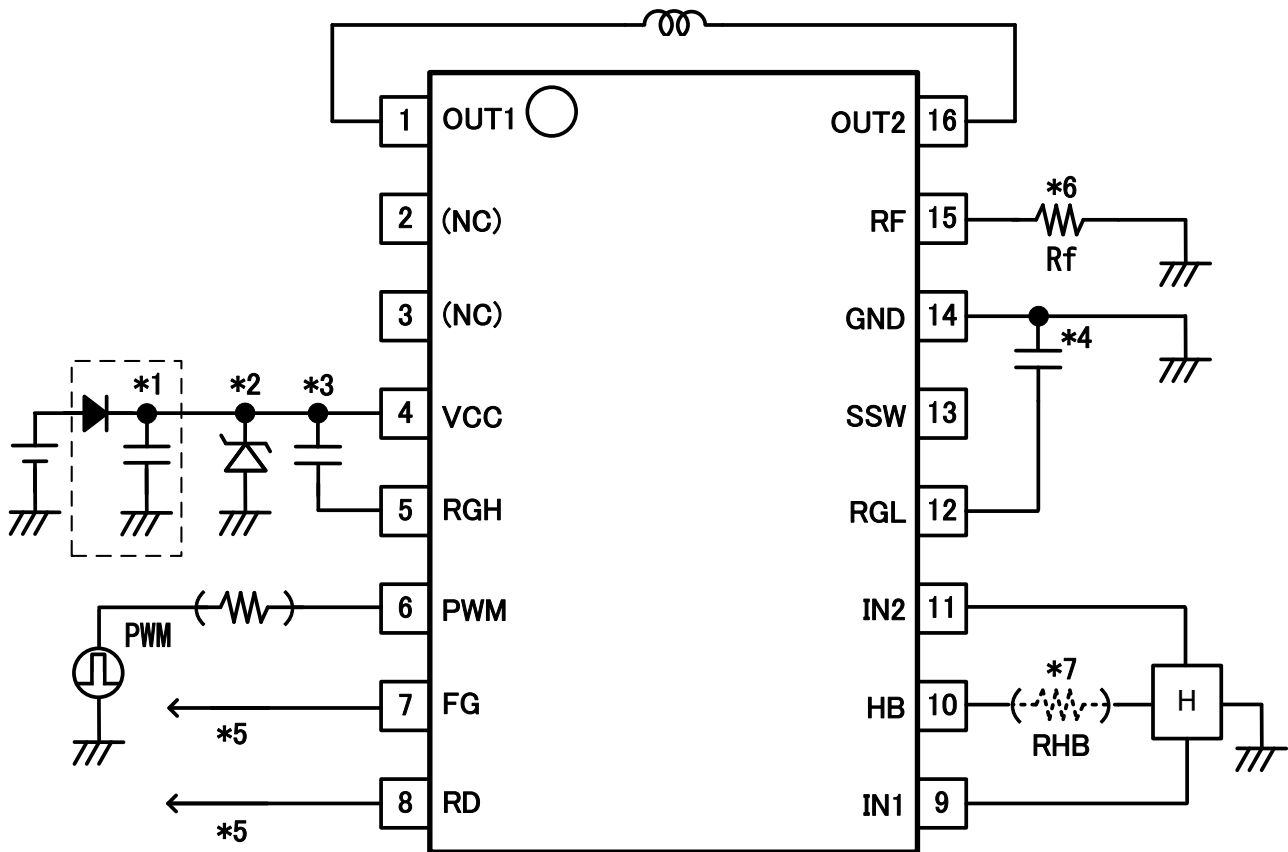 1 OUT1 OUT2 16
2 (NC) RF 15 *6
Rf
3 (NC) GND 14 *4
*1 *2 *3 4 VCC SSW 13
5 RGH RGL 12
PWM 6 PWM IN2 11
*5 7 FG HB 10 *7 H
RHB
*5 8 RD IN1 9